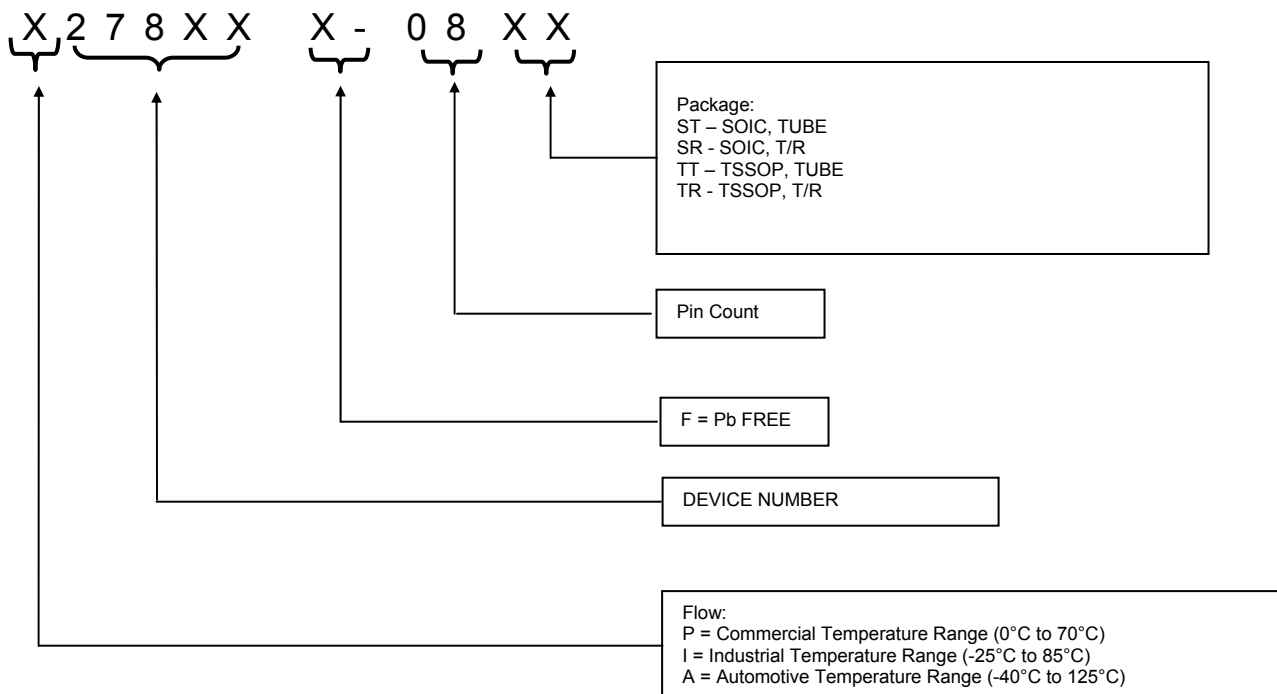 X 2 7 8 X X X - 0 8 X X
Package:
ST – SOIC, TUBE
SR - SOIC, T/R
TT – TSSOP, TUBE
TR - TSSOP, T/R
Pin Count
F = Pb FREE
DEVICE NUMBER
Flow:
P = Commercial Temperature Range (0°C to 70°C)
I = Industrial Temperature Range (-25°C to 85°C)
A = Automotive Temperature Range (-40°C to 125°C)